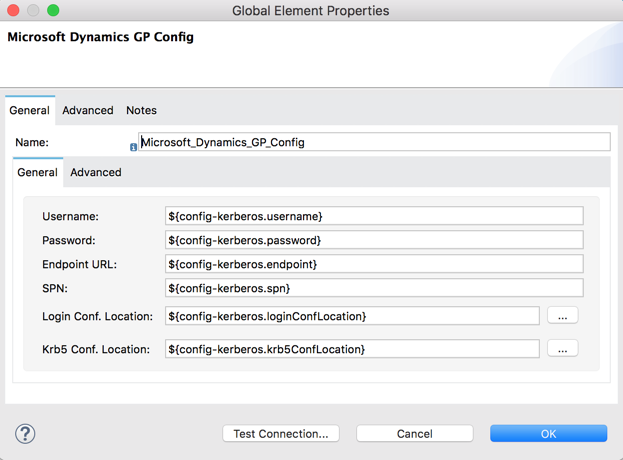 Global Element Properties
Microsoft Dynamics GP Config
General Advanced Notes
Name: Microsoft_Dynamics_GP_Config
General Advanced
Username: ${config-kerberos.username}
Password: ${config-kerberos.password}
Endpoint URL: ${config-kerberos.endpoint}
SPN: ${config-kerberos.spn}
Login Conf. Location: ${config-kerberos.loginConfLocation} ...
Krb5 Conf. Location: ${config-kerberos.krb5ConfLocation} ...
? Test Connection... Cancel OK